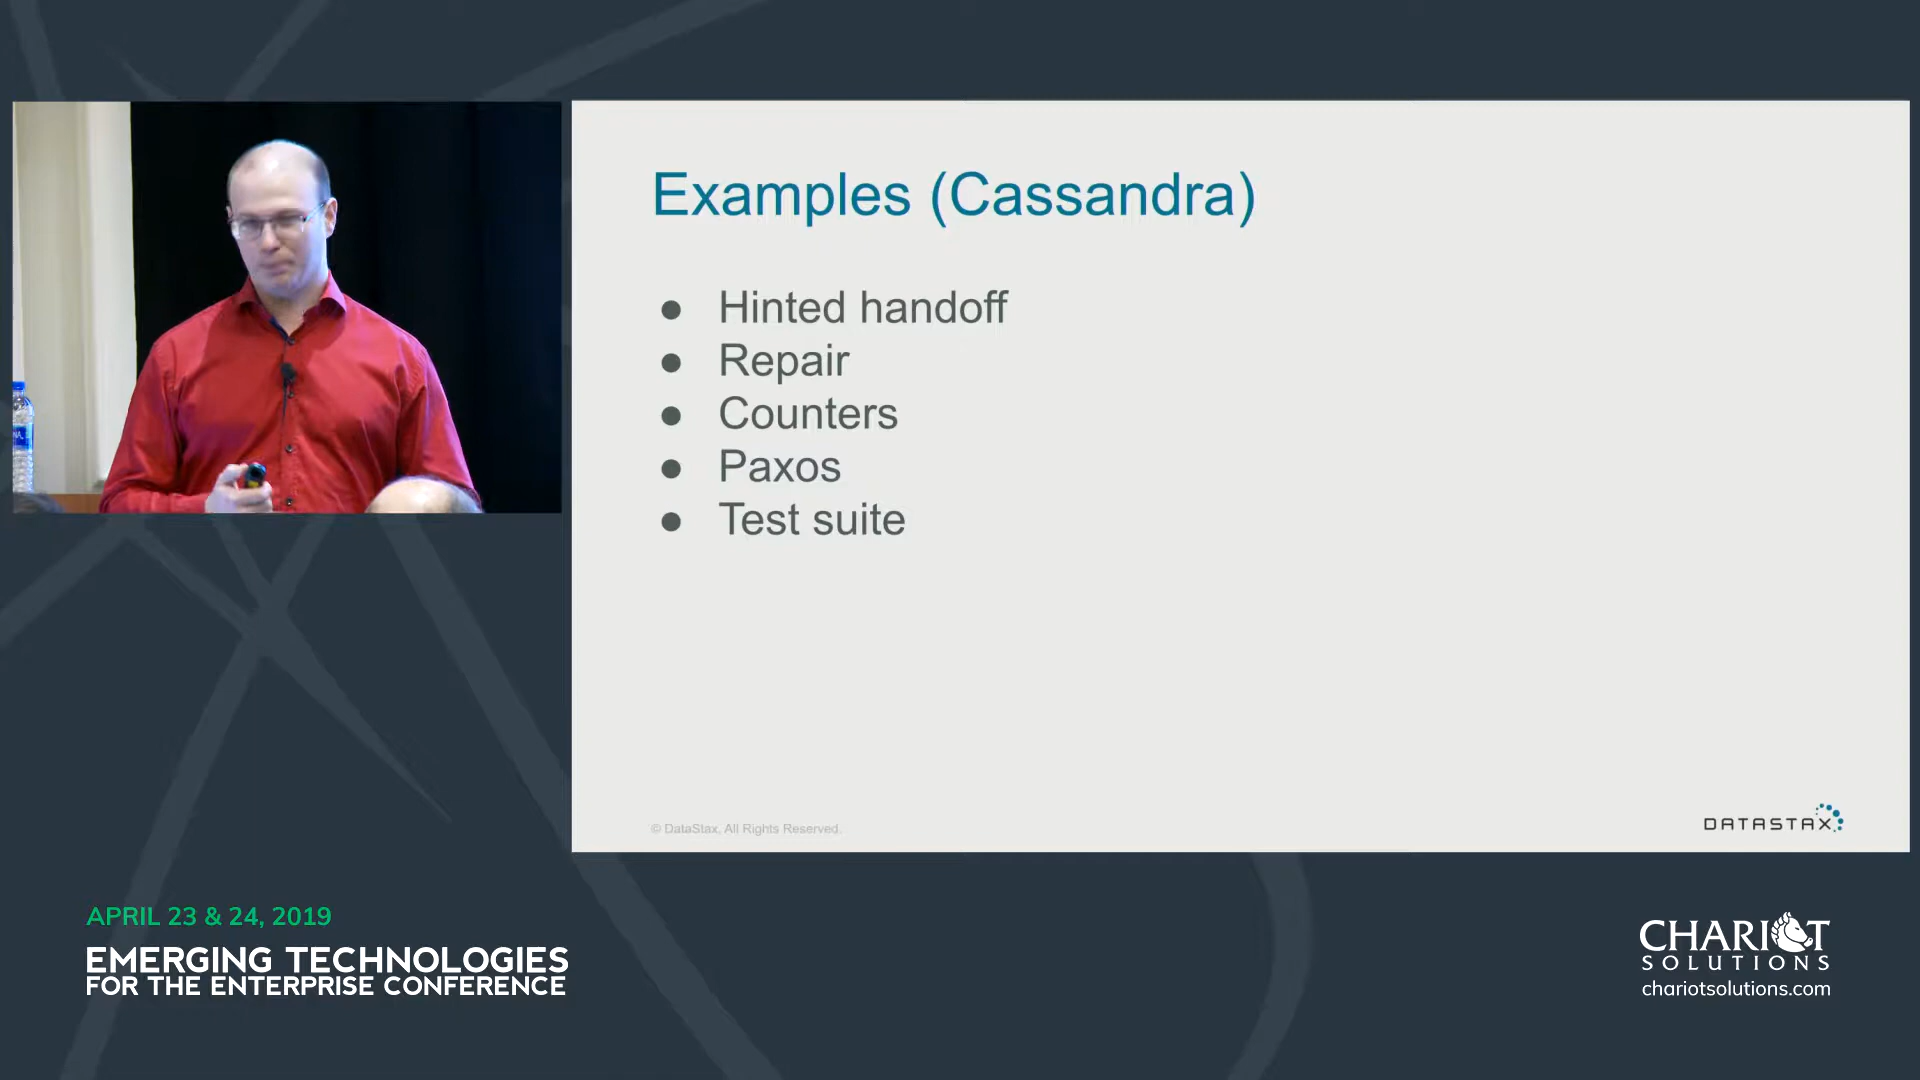 Examples (Cassandra)
● Hinted handoff
● Repair
● Counters
● Paxos
● Test suite
© DataStax, All Rights Reserved.
DATASTAX
APRIL 23 & 24, 2019
EMERGING TECHNOLOGIES
FOR THE ENTERPRISE CONFERENCE
CHARIOT
SOLUTIONS
chariotsolutions.com